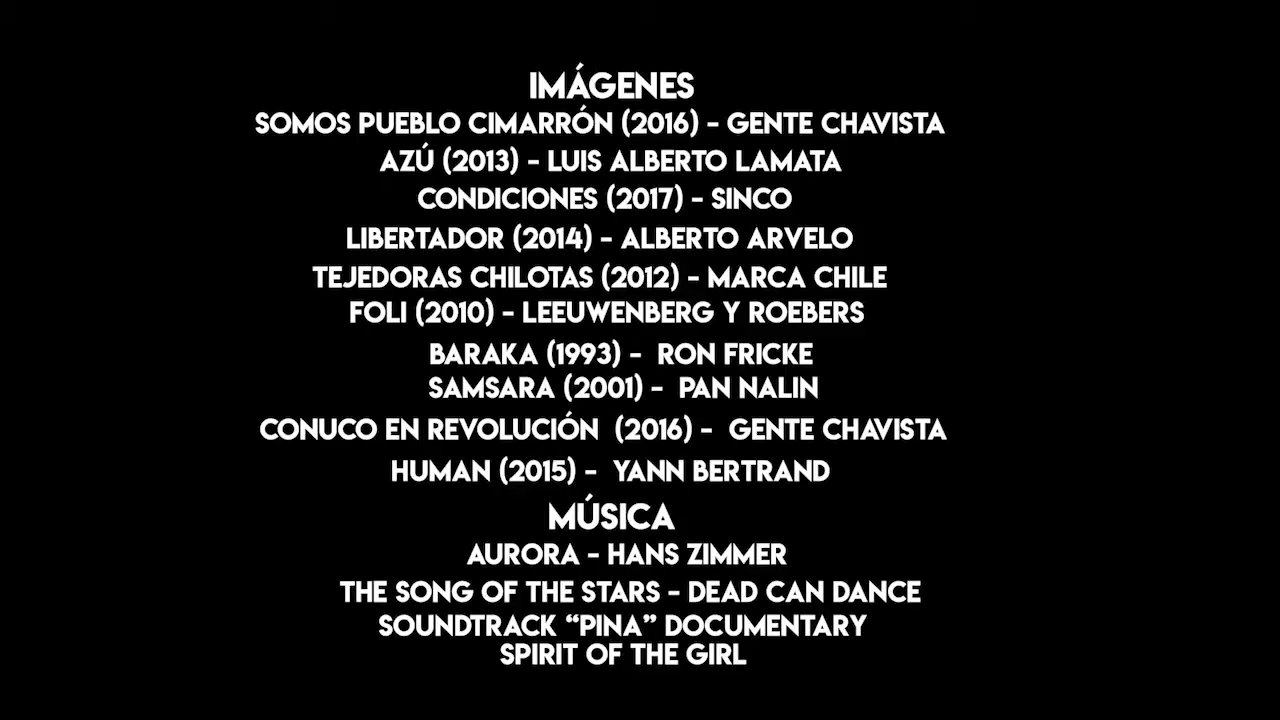 IMÁGENES
SOMOS PUEBLO CIMARRÓN (2016) - GENTE CHAVISTA
AZÚ (2013) - LUIS ALBERTO LAMATA
CONDICIONES (2017) - SINCO
LIBERTADOR (2014) - ALBERTO ARVELO
TEJEDORAS CHILOTAS (2012) - MARCA CHILE
FOLI (2010) - LEEUWENBERG Y ROEBERS
BARAKA (1993) - RON FRICKE
SAMSARA (2001) - PAN NALIN
CONUCO EN REVOLUCIÓN (2016) - GENTE CHAVISTA
HUMAN (2015) - YANN BERTRAND
MÚSICA
AURORA - HANS ZIMMER
THE SONG OF THE STARS - DEAD CAN DANCE
SOUNDTRACK “PINA” DOCUMENTARY
SPIRIT OF THE GIRL